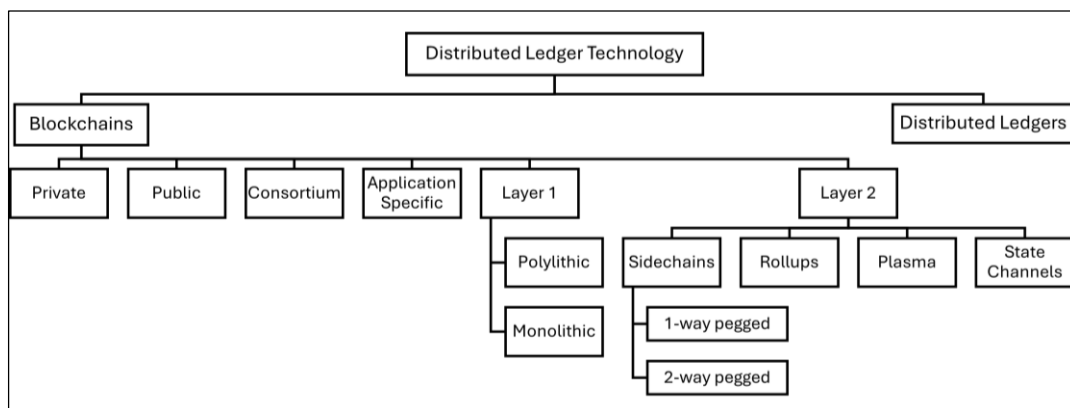 Distributed Ledger Technology
Blockchains
Distributed Ledgers
Private
Public
Consortium
Application
Specific
Layer 1
Layer 2
Polylithic
Sidechains
Rollups
Plasma
State
Channels
Monolithic
1-way pegged
2-way pegged